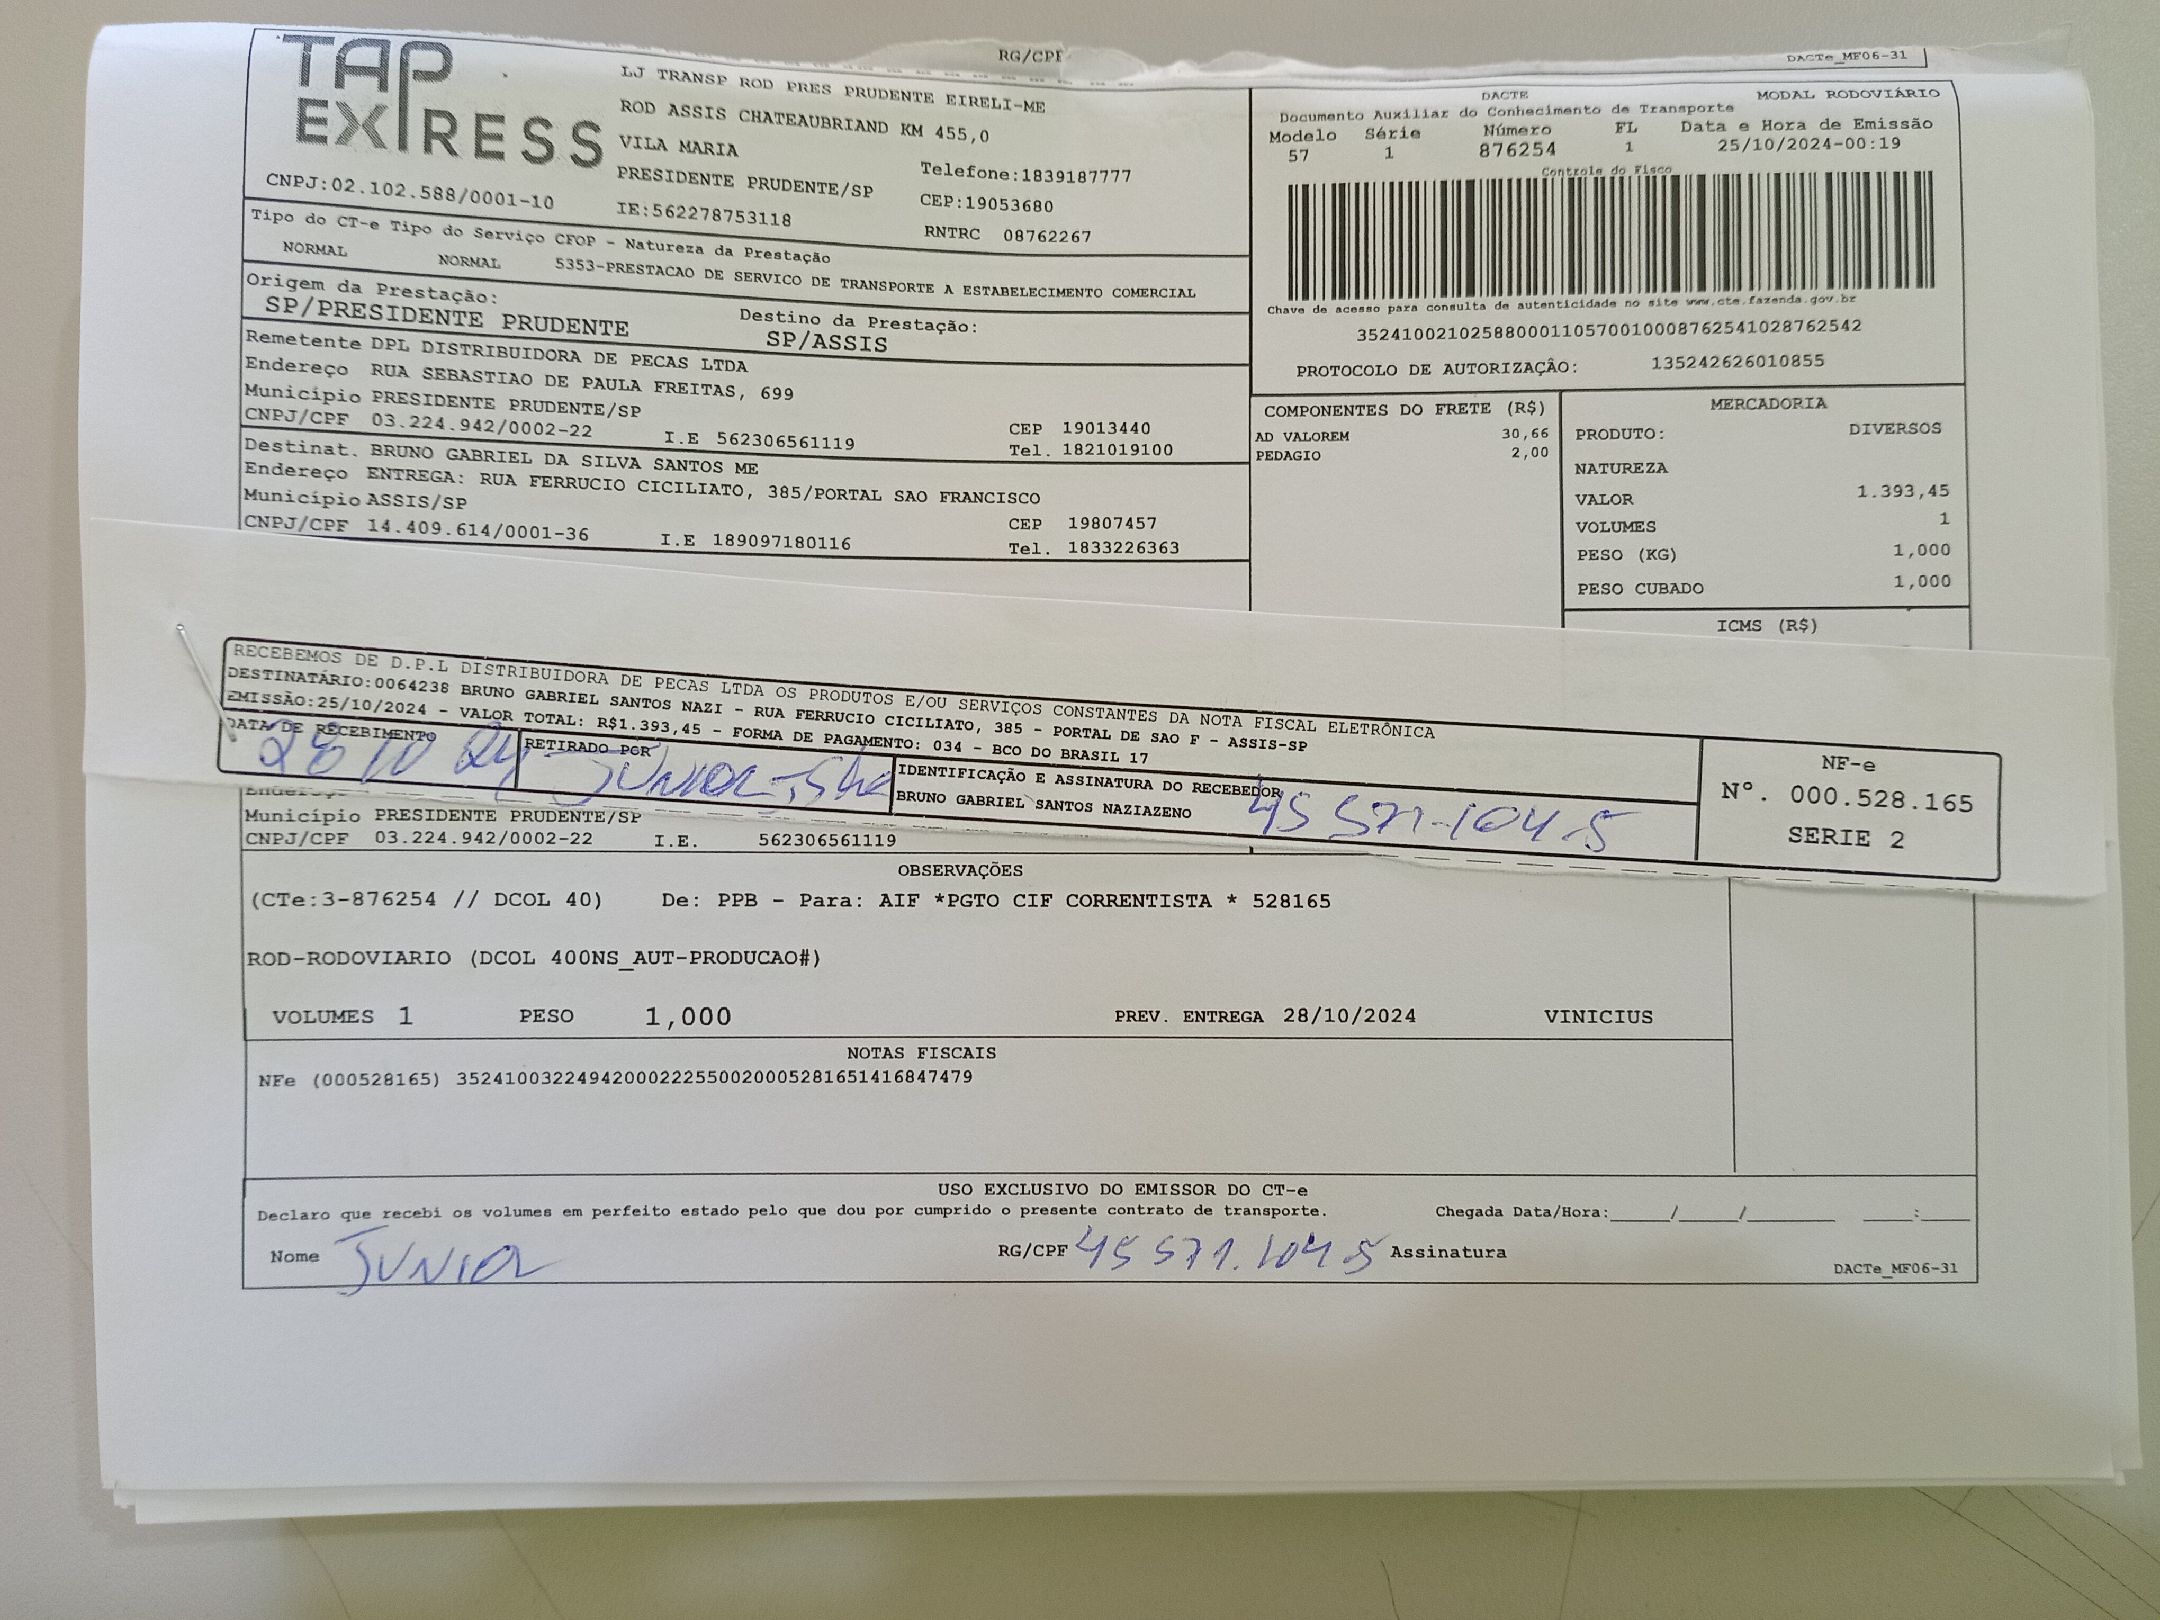 RG/CPF
DACTe_MF06-31
TAP
EXPRESS
LJ TRANSP ROD PRES PRUDENTE EIRELI-ME
ROD ASSIS CHATEAUBRIAND KM 455,0
VILA MARIA
PRESIDENTE PRUDENTE/SP
Telefone:1839187777
CNPJ:02.102.588/0001-10
IE:562278753118
CEP:19053680
RNTRC 08762267
Tipo do CT-e Tipo do Serviço CFOP - Natureza da Prestação
NORMAL NORMAL 5353-PRESTACAO DE SERVICO DE TRANSPORTE A ESTABELECIMENTO COMERCIAL
Origem da Prestação:
SP/PRESIDENTE PRUDENTE
Destino da Prestação:
SP/ASSIS
Remetente DPL DISTRIBUIDORA DE PECAS LTDA
Endereço RUA SEBASTIAO DE PAULA FREITAS, 699
Município PRESIDENTE PRUDENTE/SP
CNPJ/CPF 03.224.942/0002-22 I.E 562306561119
CEP 19013440
Tel. 1821019100
Destinat. BRUNO GABRIEL DA SILVA SANTOS ME
Endereço ENTREGA: RUA FERRUCIO CICILIATO, 385/PORTAL SAO FRANCISCO
Município ASSIS/SP
CNPJ/CPF 14.409.614/0001-36 I.E 189097180116
CEP 19807457
Tel. 1833226363
DACTE MODAL RODOVIÁRIO
Documento Auxiliar do Conhecimento de Transporte
Modelo Série Número FL Data e Hora de Emissão
57 1 876254 1 25/10/2024-00:19
Controle do Fisco
Chave de acesso para consulta de autenticidade no site www.cte.fazenda.gov.br
35241002102588000110570010008762541028762542
PROTOCOLO DE AUTORIZAÇÂO: 135242626010855
COMPONENTES DO FRETE (R$)
AD VALOREM 30,66
PEDAGIO 2,00
MERCADORIA
PRODUTO: DIVERSOS
NATUREZA
VALOR 1.393,45
VOLUMES 1
PESO (KG) 1,000
PESO CUBADO 1,000
ICMS (R$)
RECEBEMOS DE D.P.L DISTRIBUIDORA DE PECAS LTDA OS PRODUTOS E/OU SERVIÇOS CONSTANTES DA NOTA FISCAL ELETRÔNICA
DESTINATÁRIO:0064238 BRUNO GABRIEL SANTOS NAZI - RUA FERRUCIO CICILIATO, 385 - PORTAL DE SAO F - ASSIS-SP
EMISSÃO:25/10/2024 - VALOR TOTAL: R$1.393,45 - FORMA DE PAGAMENTO: 034 - BCO DO BRASIL 17
DATA DE RECEBIMENTO
28 10 24
RETIRADO POR
JUNIOR
IDENTIFICAÇÃO E ASSINATURA DO RECEBEDOR
BRUNO GABRIEL SANTOS NAZIAZENO
45 571-104-5
NF-e
Nº. 000.528.165
SERIE 2
Município PRESIDENTE PRUDENTE/SP
CNPJ/CPF 03.224.942/0002-22 I.E. 562306561119
OBSERVAÇÕES
(CTe:3-876254 // DCOL 40) De: PPB - Para: AIF *PGTO CIF CORRENTISTA * 528165
ROD-RODOVIARIO (DCOL 400NS_AUT-PRODUCAO#)
VOLUMES 1 PESO 1,000 PREV. ENTREGA 28/10/2024 VINICIUS
NOTAS FISCAIS
NFe (000528165) 35241003224942000222550020005281651416847479
USO EXCLUSIVO DO EMISSOR DO CT-e
Declaro que recebi os volumes em perfeito estado pelo que dou por cumprido o presente contrato de transporte. Chegada Data/Hora:_____/_____/_______ ____:____
Nome JUNIOR RG/CPF 45 571.104-5 Assinatura
DACTe_MF06-31